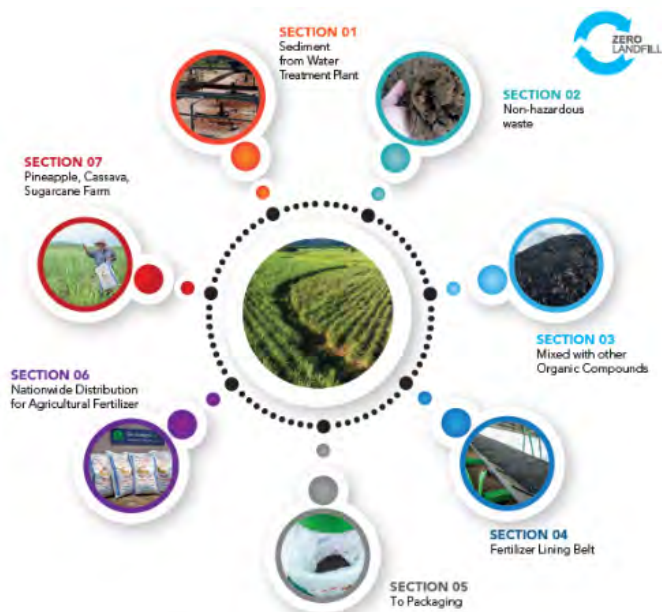 SECTION 01
Sediment
from Water
Treatment Plant
ZERO
LANDFILL
SECTION 02
Non-hazardous
waste
SECTION 07
Pineapple, Cassava,
Sugarcane Farm
SECTION 03
Mixed with other
Organic Compounds
SECTION 06
Nationwide Distribution
for Agricultural Fertilizer
SECTION 04
Fertilizer Lining Belt
SECTION 05
To Packaging